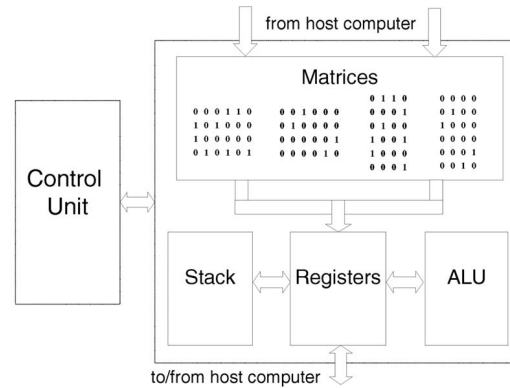 from host computer
Matrices
0 0 0 1 1 0
1 0 1 0 0 0
1 0 0 0 0 0
0 1 0 1 0 1
0 0 1 0 0 0
0 1 0 0 0 0
0 0 0 0 0 1
0 0 0 0 1 0
0 1 1 0
0 0 0 1
0 1 0 0
1 0 0 1
1 0 0 0
0 0 0 1
0 0 0 0
0 1 0 0
1 0 0 0
0 0 0 0
0 0 0 1
0 0 1 0
Control
Unit
Stack
Registers
ALU
to/from host computer